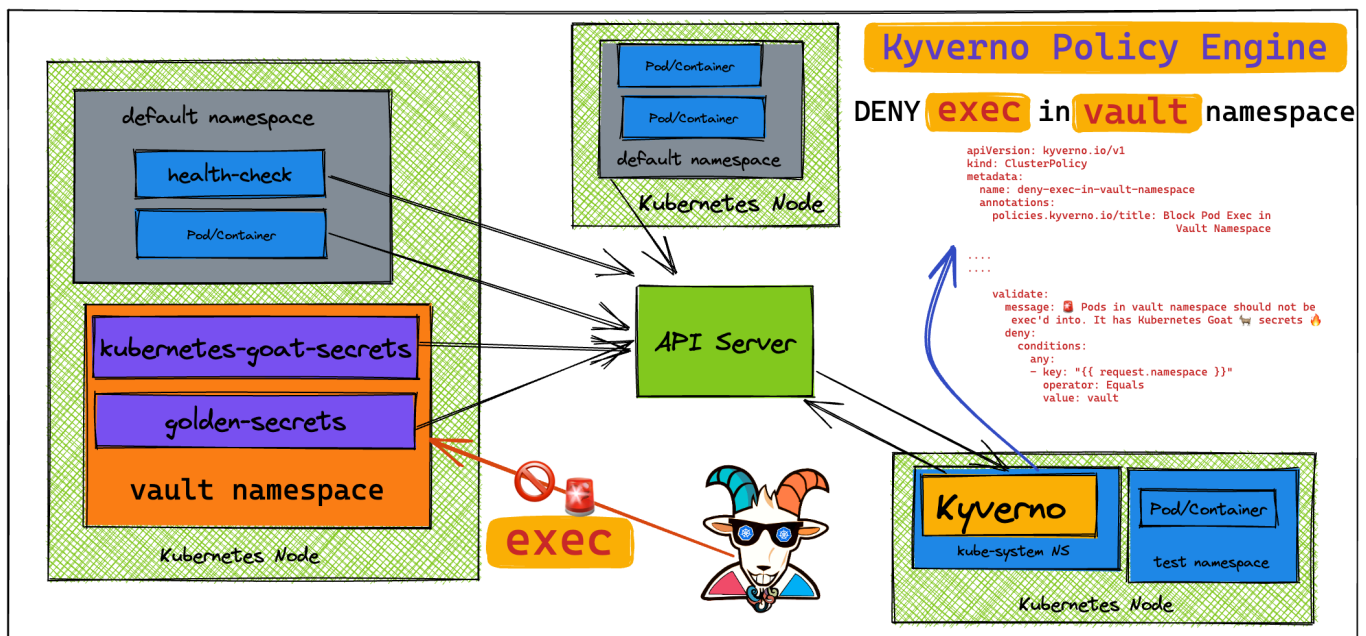 Kyverno Policy Engine
DENY exec in vault namespace
apiVersion: kyverno.io/v1
kind: ClusterPolicy
metadata:
  name: deny-exec-in-vault-namespace
  annotations:
    policies.kyverno.io/title: Block Pod Exec in
Vault Namespace
....
....
    validate:
      message: 🚨 Pods in vault namespace should not be
       exec'd into. It has Kubernetes Goat 🐐 secrets 🔥
      deny:
        conditions:
          any:
          - key: "{{ request.namespace }}"
            operator: Equals
            value: vault
default namespace
health-check
Pod/Container
kubernetes-goat-secrets
golden-secrets
vault namespace
Kubernetes Node
Pod/Container
Pod/Container
default namespace
Kubernetes Node
API Server
exec
Kyverno
kube-system NS
Pod/Container
test namespace
Kubernetes Node